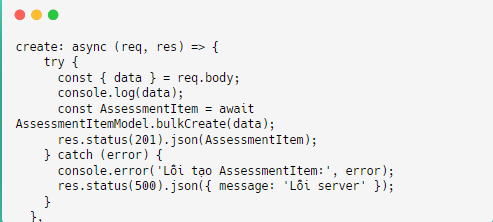 create: async (req, res) => {
    try {
      const { data } = req.body;
      console.log(data);
      const AssessmentItem = await
AssessmentItemModel.bulkCreate(data);
      res.status(201).json(AssessmentItem);
    } catch (error) {
      console.error('Lỗi tạo AssessmentItem:', error);
      res.status(500).json({ message: 'Lỗi server' });
    }
  },